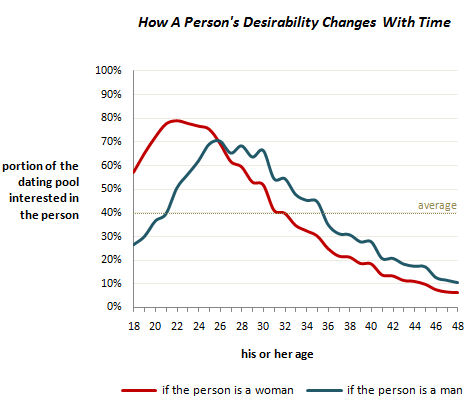 How A Person's Desirability Changes With Time
100%
90%
80%
70%
60%
50%
40%
30%
20%
10%
0%
portion of the
dating pool
interested in
the person
average
18 20 22 24 26 28 30 32 34 36 38 40 42 44 46 48
his or her age
if the person is a woman if the person is a man